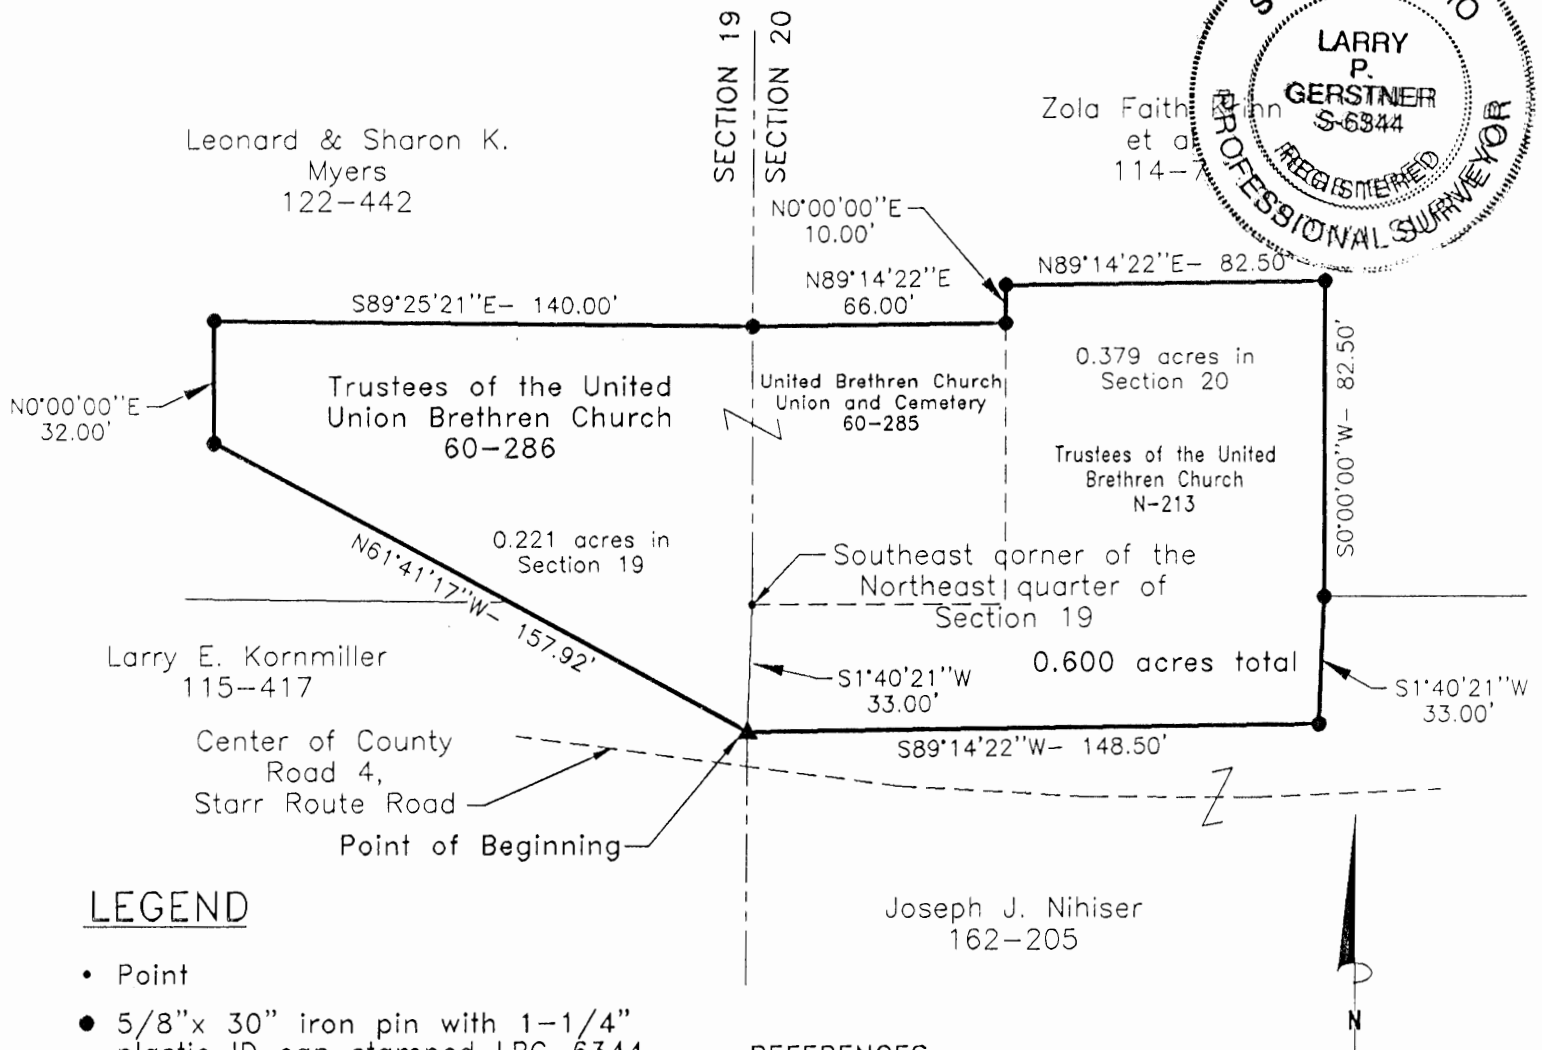 SECTION 19
SECTION 20
LARRY
P.
GERSTNER
S-6344
REGISTERED
PROFESSIONAL SURVEYOR
Leonard & Sharon K.
Myers
122-442
Zola Faith
et a
114-7
N0°00'00"E
10.00'
N89°14'22"E
66.00'
N89°14'22"E- 82.50'
S89°25'21"E- 140.00'
N0°00'00"E
32.00'
Trustees of the United
Union Brethren Church
60-286
United Brethren Church
Union and Cemetery
60-285
0.379 acres in
Section 20
S0°00'00"W- 82.50'
Trustees of the United
Brethren Church
N-213
0.221 acres in
Section 19
N61°41'17"W- 157.92'
Southeast corner of the
Northeast quarter of
Section 19
0.600 acres total
S1°40'21"W
33.00'
S1°40'21"W
33.00'
Larry E. Kornmiller
115-417
S89°14'22"W- 148.50'
Center of County
Road 4,
Starr Route Road
Point of Beginning
LEGEND
• Point
● 5/8"x 30" iron pin with 1-1/4"
plastic ID cap stamped LPG 6344
Joseph J. Nihiser
162-205
N
REFERENCES